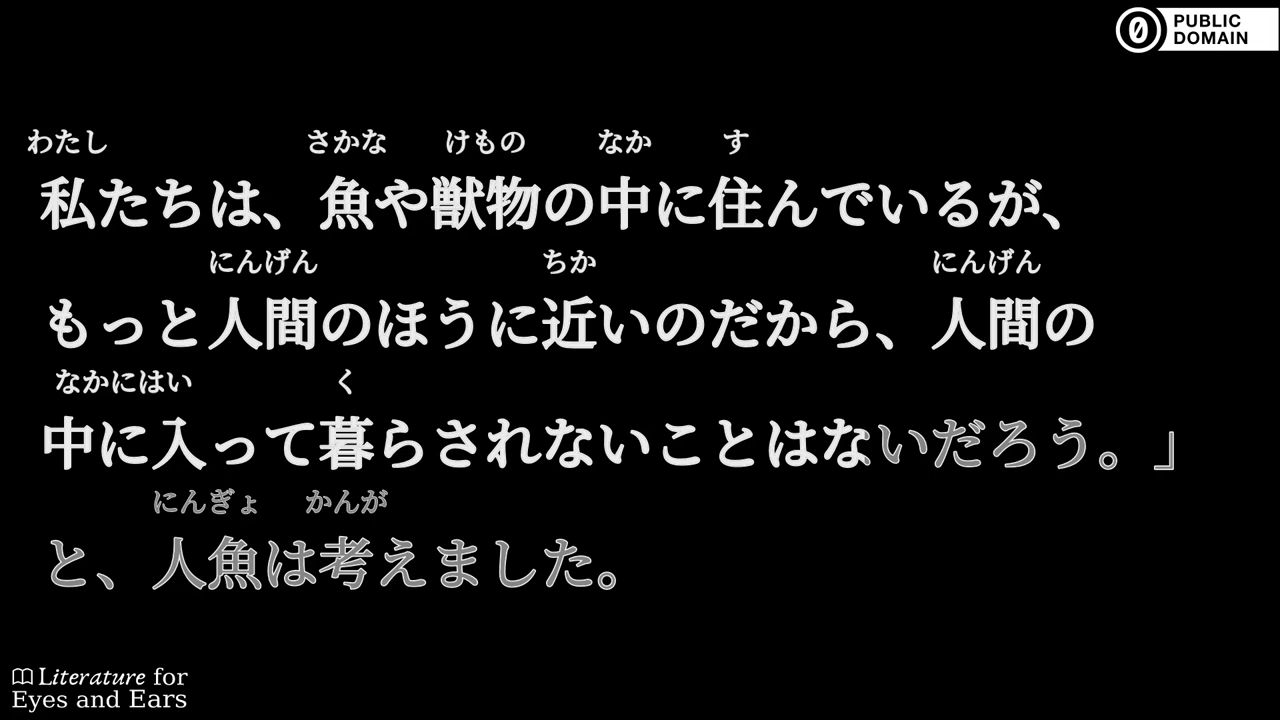 PUBLIC
DOMAIN
わたし さかな けもの なか す
私たちは、魚や獣物の中に住んでいるが、
にんげん ちか にんげん
もっと人間のほうに近いのだから、人間の
なかにはい く
中に入って暮らされないことはないだろう。」
にんぎょ かんが
と、人魚は考えました。
Literature for
Eyes and Ears